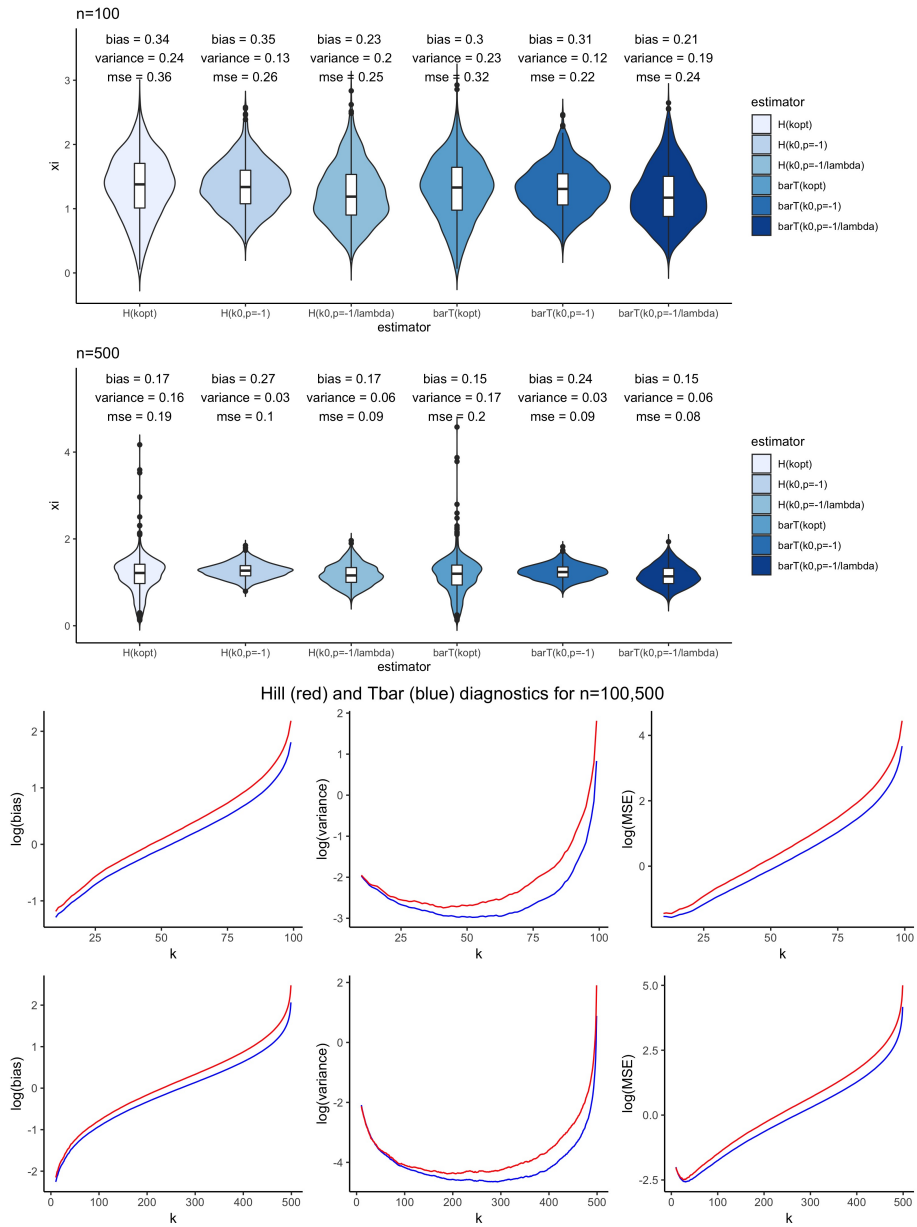 n=100
bias = 0.34 bias = 0.35 bias = 0.23 bias = 0.3 bias = 0.31 bias = 0.21
variance = 0.24 variance = 0.13 variance = 0.2 variance = 0.23 variance = 0.12 variance = 0.19
mse = 0.36 mse = 0.26 mse = 0.25 mse = 0.32 mse = 0.22 mse = 0.24
3
2
xi
1
0
H(kopt) H(k0,p=-1) H(k0,p=-1/lambda) barT(kopt) barT(k0,p=-1) barT(k0,p=-1/lambda)
estimator
estimator
H(kopt)
H(k0,p=-1)
H(k0,p=-1/lambda)
barT(kopt)
barT(k0,p=-1)
barT(k0,p=-1/lambda)
n=500
bias = 0.17 bias = 0.27 bias = 0.17 bias = 0.15 bias = 0.24 bias = 0.15
variance = 0.16 variance = 0.03 variance = 0.06 variance = 0.17 variance = 0.03 variance = 0.06
mse = 0.19 mse = 0.1 mse = 0.09 mse = 0.2 mse = 0.09 mse = 0.08
4
xi
2
0
H(kopt) H(k0,p=-1) H(k0,p=-1/lambda) barT(kopt) barT(k0,p=-1) barT(k0,p=-1/lambda)
estimator
estimator
H(kopt)
H(k0,p=-1)
H(k0,p=-1/lambda)
barT(kopt)
barT(k0,p=-1)
barT(k0,p=-1/lambda)
Hill (red) and Tbar (blue) diagnostics for n=100,500
2
1
0
-1
log(bias)
25 50 75 100
k
2
1
0
-1
-2
-3
log(variance)
25 50 75 100
k
4
2
0
log(MSE)
25 50 75 100
k
2
1
0
-1
-2
log(bias)
0 100 200 300 400 500
k
2
0
-2
-4
log(variance)
0 100 200 300 400 500
k
5.0
2.5
0.0
-2.5
log(MSE)
0 100 200 300 400 500
k